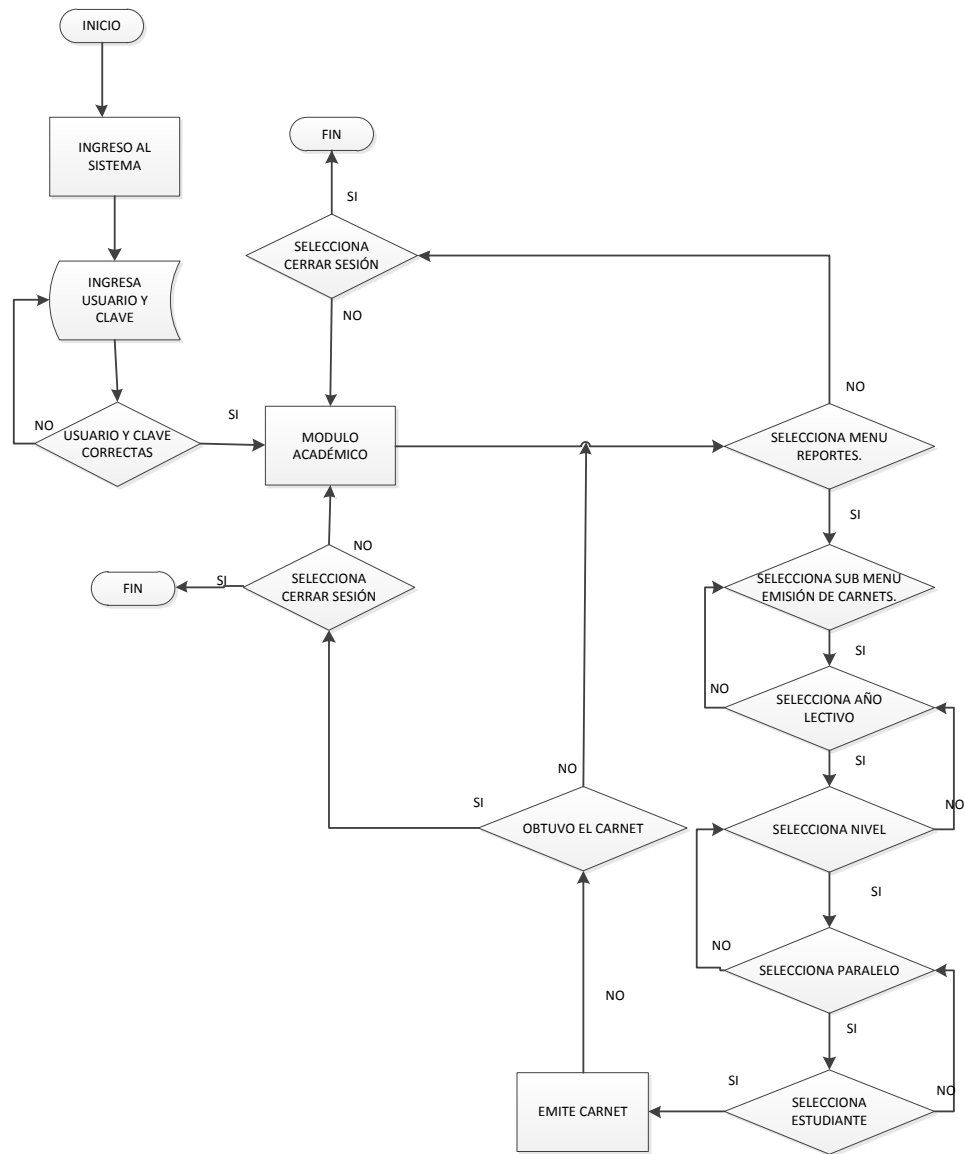 INICIO
INGRESO AL
SISTEMA
FIN
SI
SELECCIONA
CERRAR SESIÓN
NO
INGRESA
USUARIO Y
CLAVE
NO
USUARIO Y CLAVE
CORRECTAS
SI
MODULO
ACADÉMICO
NO
SELECCIONA MENU
REPORTES.
SI
NO
SELECCIONA
CERRAR SESIÓN
SI
FIN
SELECCIONA SUB MENU
EMISIÓN DE CARNETS.
SI
NO
SELECCIONA AÑO
LECTIVO
SI
NO
SI
OBTUVO EL CARNET
NO
SELECCIONA NIVEL
SI
NO
SELECCIONA PARALELO
NO
SI
SI
EMITE CARNET
SELECCIONA
ESTUDIANTE
NO